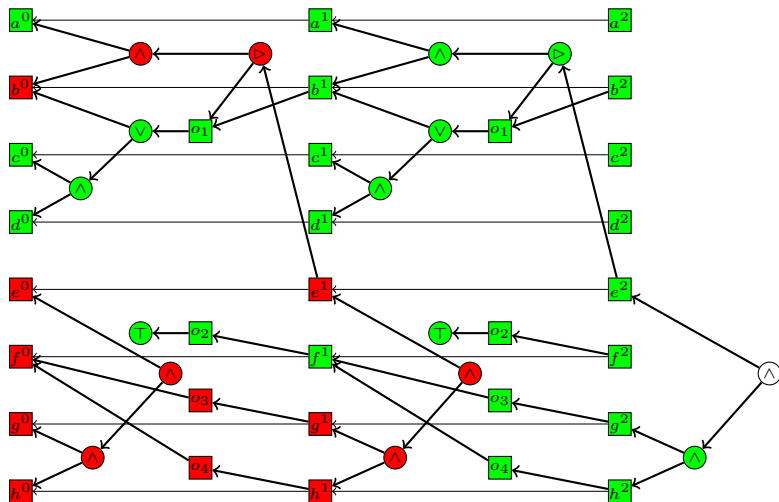 a⁰ a¹ a²
∧ ▷ ∧ ▷
b⁰ b¹ b²
∨ o₁ ∨ o₁
c⁰ c¹ c²
∧ ∧
d⁰ d¹ d²
e⁰ e¹ e²
⊤ o₂ ⊤ o₂
f⁰ f¹ f²
∧ ∧ ∧
o₃ o₃
g⁰ g¹ g²
∧ ∧ ∧
o₄ o₄
h⁰ h¹ h²